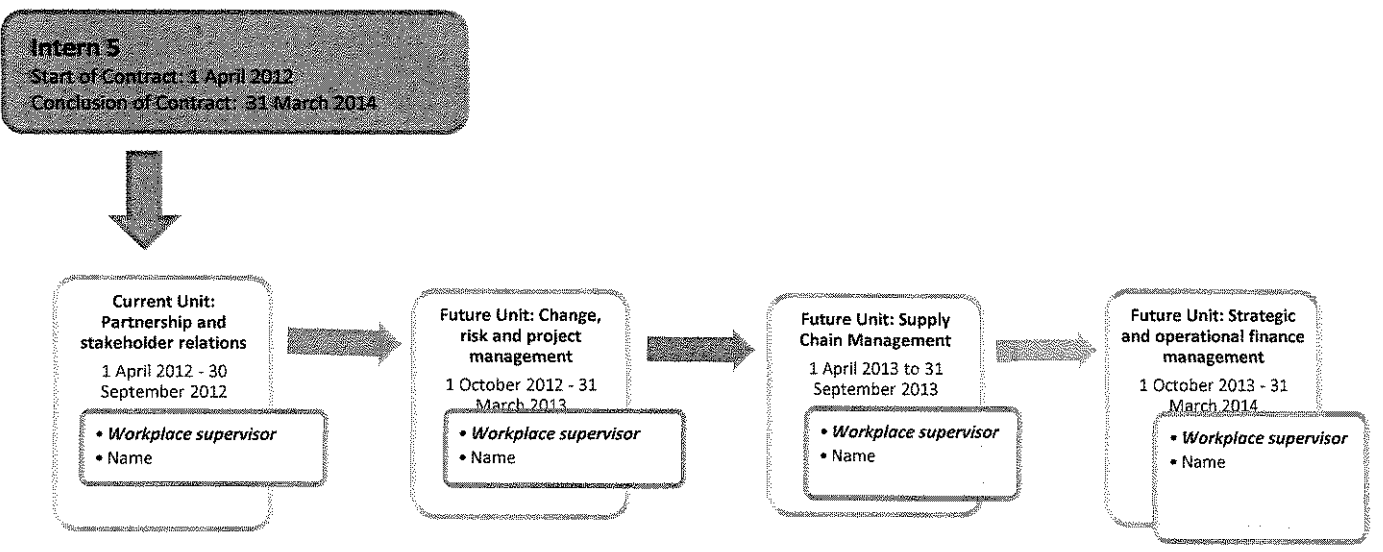 Intern 5
Start of Contract: 1 April 2012
Conclusion of Contract: 31 March 2014
Current Unit:
Partnership and
stakeholder relations
1 April 2012 - 30
September 2012
• Workplace supervisor
• Name
Future Unit: Change,
risk and project
management
1 October 2012 - 31
March 2013
• Workplace supervisor
• Name
Future Unit: Supply
Chain Management
1 April 2013 to 31
September 2013
• Workplace supervisor
• Name
Future Unit: Strategic
and operational finance
management
1 October 2013 - 31
March 2014
• Workplace supervisor
• Name